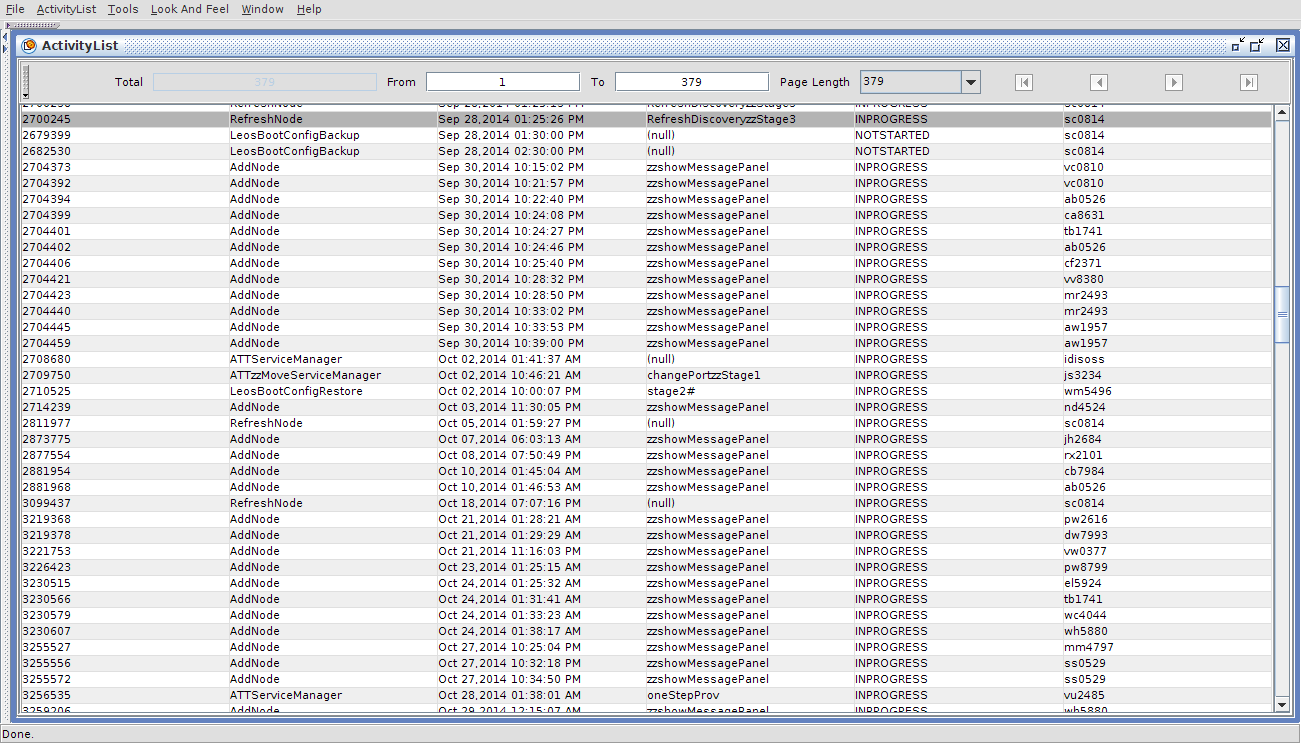 File ActivityList Tools Look And Feel Window Help
ActivityList
Total 379 From 1 To 379 Page Length 379
2700245 RefreshNode Sep 28,2014 01:25:26 PM RefreshDiscoveryzzStage3 INPROGRESS sc0814
2679399 LeosBootConfigBackup Sep 28,2014 01:30:00 PM (null) NOTSTARTED sc0814
2682530 LeosBootConfigBackup Sep 28,2014 02:30:00 PM (null) NOTSTARTED sc0814
2704373 AddNode Sep 30,2014 10:15:02 PM zzshowMessagePanel INPROGRESS vc0810
2704392 AddNode Sep 30,2014 10:21:57 PM zzshowMessagePanel INPROGRESS vc0810
2704394 AddNode Sep 30,2014 10:22:40 PM zzshowMessagePanel INPROGRESS ab0526
2704399 AddNode Sep 30,2014 10:24:08 PM zzshowMessagePanel INPROGRESS ca8631
2704401 AddNode Sep 30,2014 10:24:27 PM zzshowMessagePanel INPROGRESS tb1741
2704402 AddNode Sep 30,2014 10:24:46 PM zzshowMessagePanel INPROGRESS ab0526
2704406 AddNode Sep 30,2014 10:25:40 PM zzshowMessagePanel INPROGRESS cf2371
2704421 AddNode Sep 30,2014 10:28:32 PM zzshowMessagePanel INPROGRESS vv8380
2704423 AddNode Sep 30,2014 10:28:50 PM zzshowMessagePanel INPROGRESS mr2493
2704440 AddNode Sep 30,2014 10:33:02 PM zzshowMessagePanel INPROGRESS mr2493
2704445 AddNode Sep 30,2014 10:33:53 PM zzshowMessagePanel INPROGRESS aw1957
2704459 AddNode Sep 30,2014 10:39:00 PM zzshowMessagePanel INPROGRESS aw1957
2708680 ATTServiceManager Oct 02,2014 01:41:37 AM (null) INPROGRESS idisoss
2709750 ATTzzMoveServiceManager Oct 02,2014 10:46:21 AM changePortzzStage1 INPROGRESS js3234
2710525 LeosBootConfigRestore Oct 02,2014 10:00:07 PM stage2# INPROGRESS wm5496
2714239 AddNode Oct 03,2014 11:30:05 PM zzshowMessagePanel INPROGRESS nd4524
2811977 RefreshNode Oct 05,2014 01:59:27 PM (null) INPROGRESS sc0814
2873775 AddNode Oct 07,2014 06:03:13 AM zzshowMessagePanel INPROGRESS jh2684
2877554 AddNode Oct 08,2014 07:50:49 PM zzshowMessagePanel INPROGRESS rx2101
2881954 AddNode Oct 10,2014 01:45:04 AM zzshowMessagePanel INPROGRESS cb7984
2881968 AddNode Oct 10,2014 01:46:53 AM zzshowMessagePanel INPROGRESS ab0526
3099437 RefreshNode Oct 18,2014 07:07:16 PM (null) INPROGRESS sc0814
3219368 AddNode Oct 21,2014 01:28:21 AM zzshowMessagePanel INPROGRESS pw2616
3219378 AddNode Oct 21,2014 01:29:29 AM zzshowMessagePanel INPROGRESS dw7993
3221753 AddNode Oct 21,2014 11:16:03 PM zzshowMessagePanel INPROGRESS vw0377
3226423 AddNode Oct 23,2014 01:25:15 AM zzshowMessagePanel INPROGRESS pw8799
3230515 AddNode Oct 24,2014 01:25:32 AM zzshowMessagePanel INPROGRESS el5924
3230566 AddNode Oct 24,2014 01:31:41 AM zzshowMessagePanel INPROGRESS tb1741
3230579 AddNode Oct 24,2014 01:33:23 AM zzshowMessagePanel INPROGRESS wc4044
3230607 AddNode Oct 24,2014 01:38:17 AM zzshowMessagePanel INPROGRESS wh5880
3255527 AddNode Oct 27,2014 10:25:04 PM zzshowMessagePanel INPROGRESS mm4797
3255556 AddNode Oct 27,2014 10:32:18 PM zzshowMessagePanel INPROGRESS ss0529
3255572 AddNode Oct 27,2014 10:34:50 PM zzshowMessagePanel INPROGRESS ss0529
3256535 ATTServiceManager Oct 28,2014 01:38:01 AM oneStepProv INPROGRESS vu2485
3259206 AddNode Oct 29,2014 12:15:07 AM zzshowMessagePanel INPROGRESS wh5880
Done.